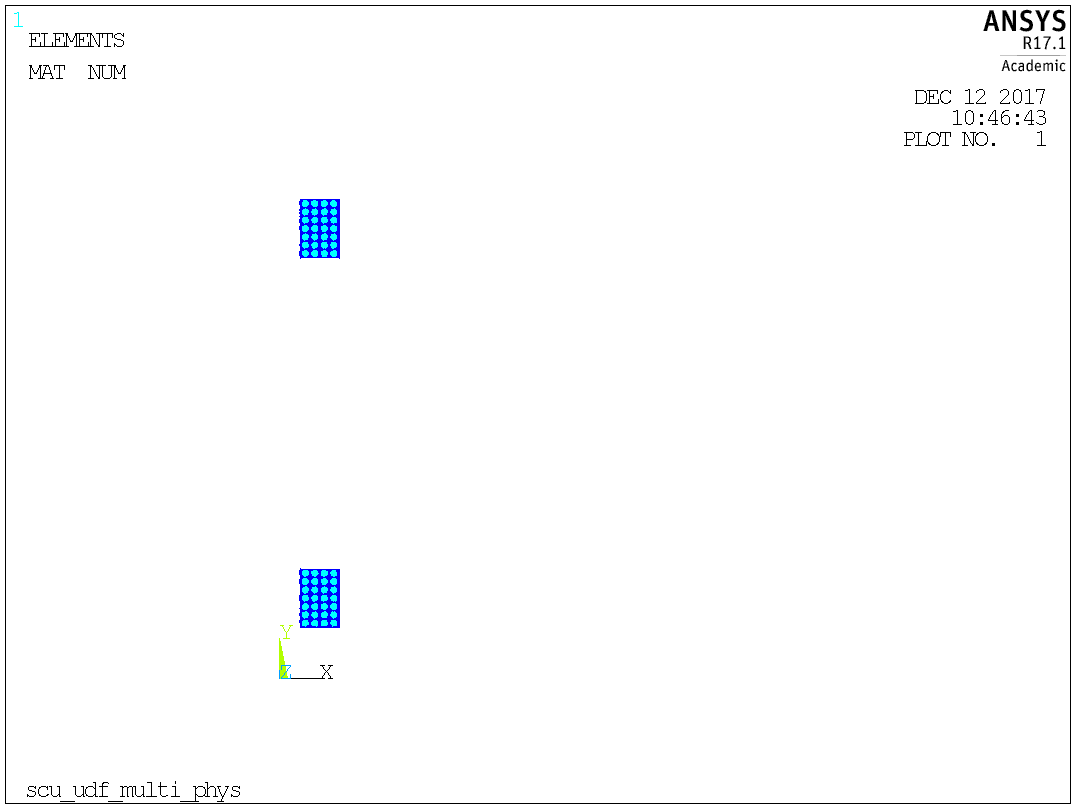 1
ELEMENTS
MAT NUM
ANSYS
R17.1
Academic
DEC 12 2017
10:46:43
PLOT NO. 1
Y
Z X
scu_udf_multi_phys